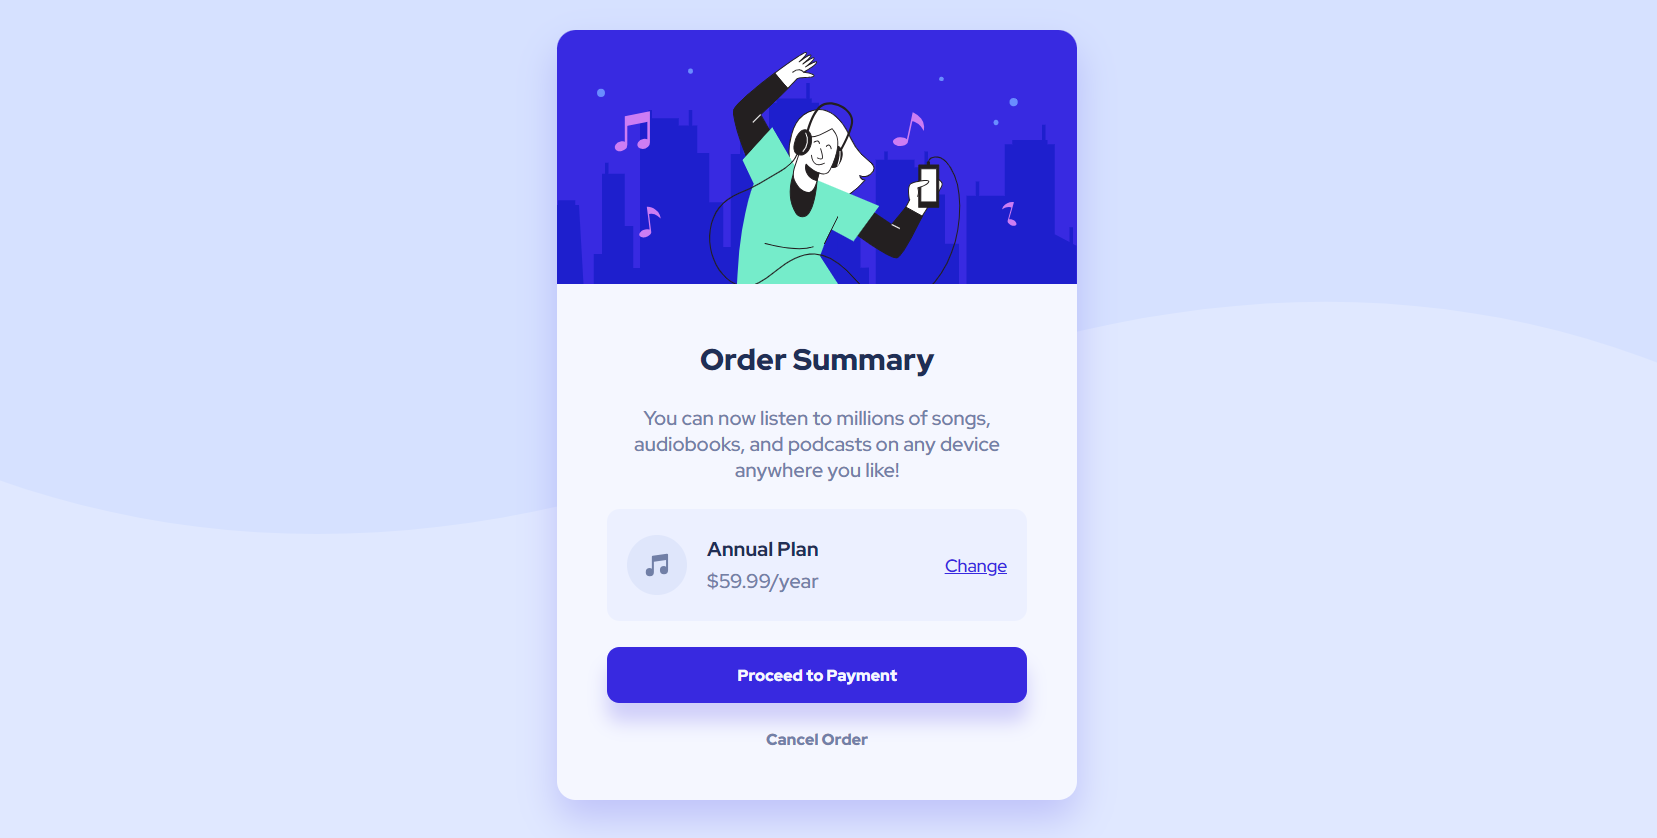 Order Summary
You can now listen to millions of songs,
audiobooks, and podcasts on any device
anywhere you like!
Annual Plan
$59.99/year
Change
Proceed to Payment
Cancel Order